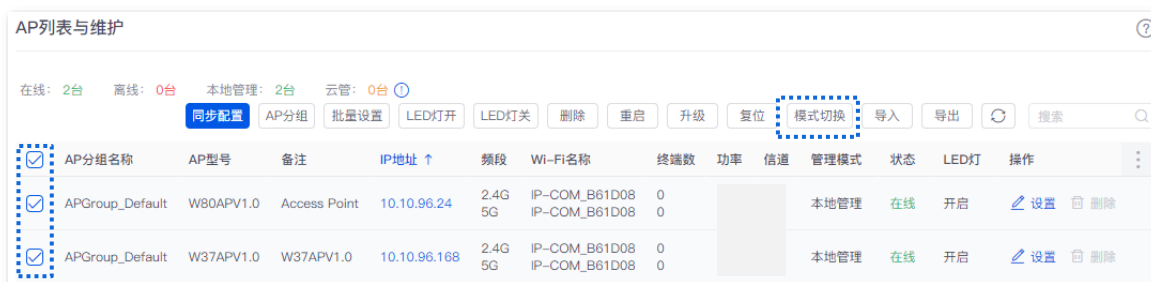 AP列表与维护
在线： 2台 离线： 0台 本地管理： 2台 云管： 0台
同步配置 AP分组 批量设置 LED灯开 LED灯关 删除 重启 升级 复位 模式切换 导入 导出 搜索
AP分组名称 AP型号 备注 IP地址 ↑ 频段 Wi-Fi名称 终端数 功率 信道 管理模式 状态 LED灯 操作
2.4G IP-COM_B61D08 0
APGroup_Default W80APV1.0 Access Point 10.10.96.24 本地管理 在线 开启 设置 删除
5G IP-COM_B61D08 0
2.4G IP-COM_B61D08 0
APGroup_Default W37APV1.0 W37APV1.0 10.10.96.168 本地管理 在线 开启 设置 删除
5G IP-COM_B61D08 0